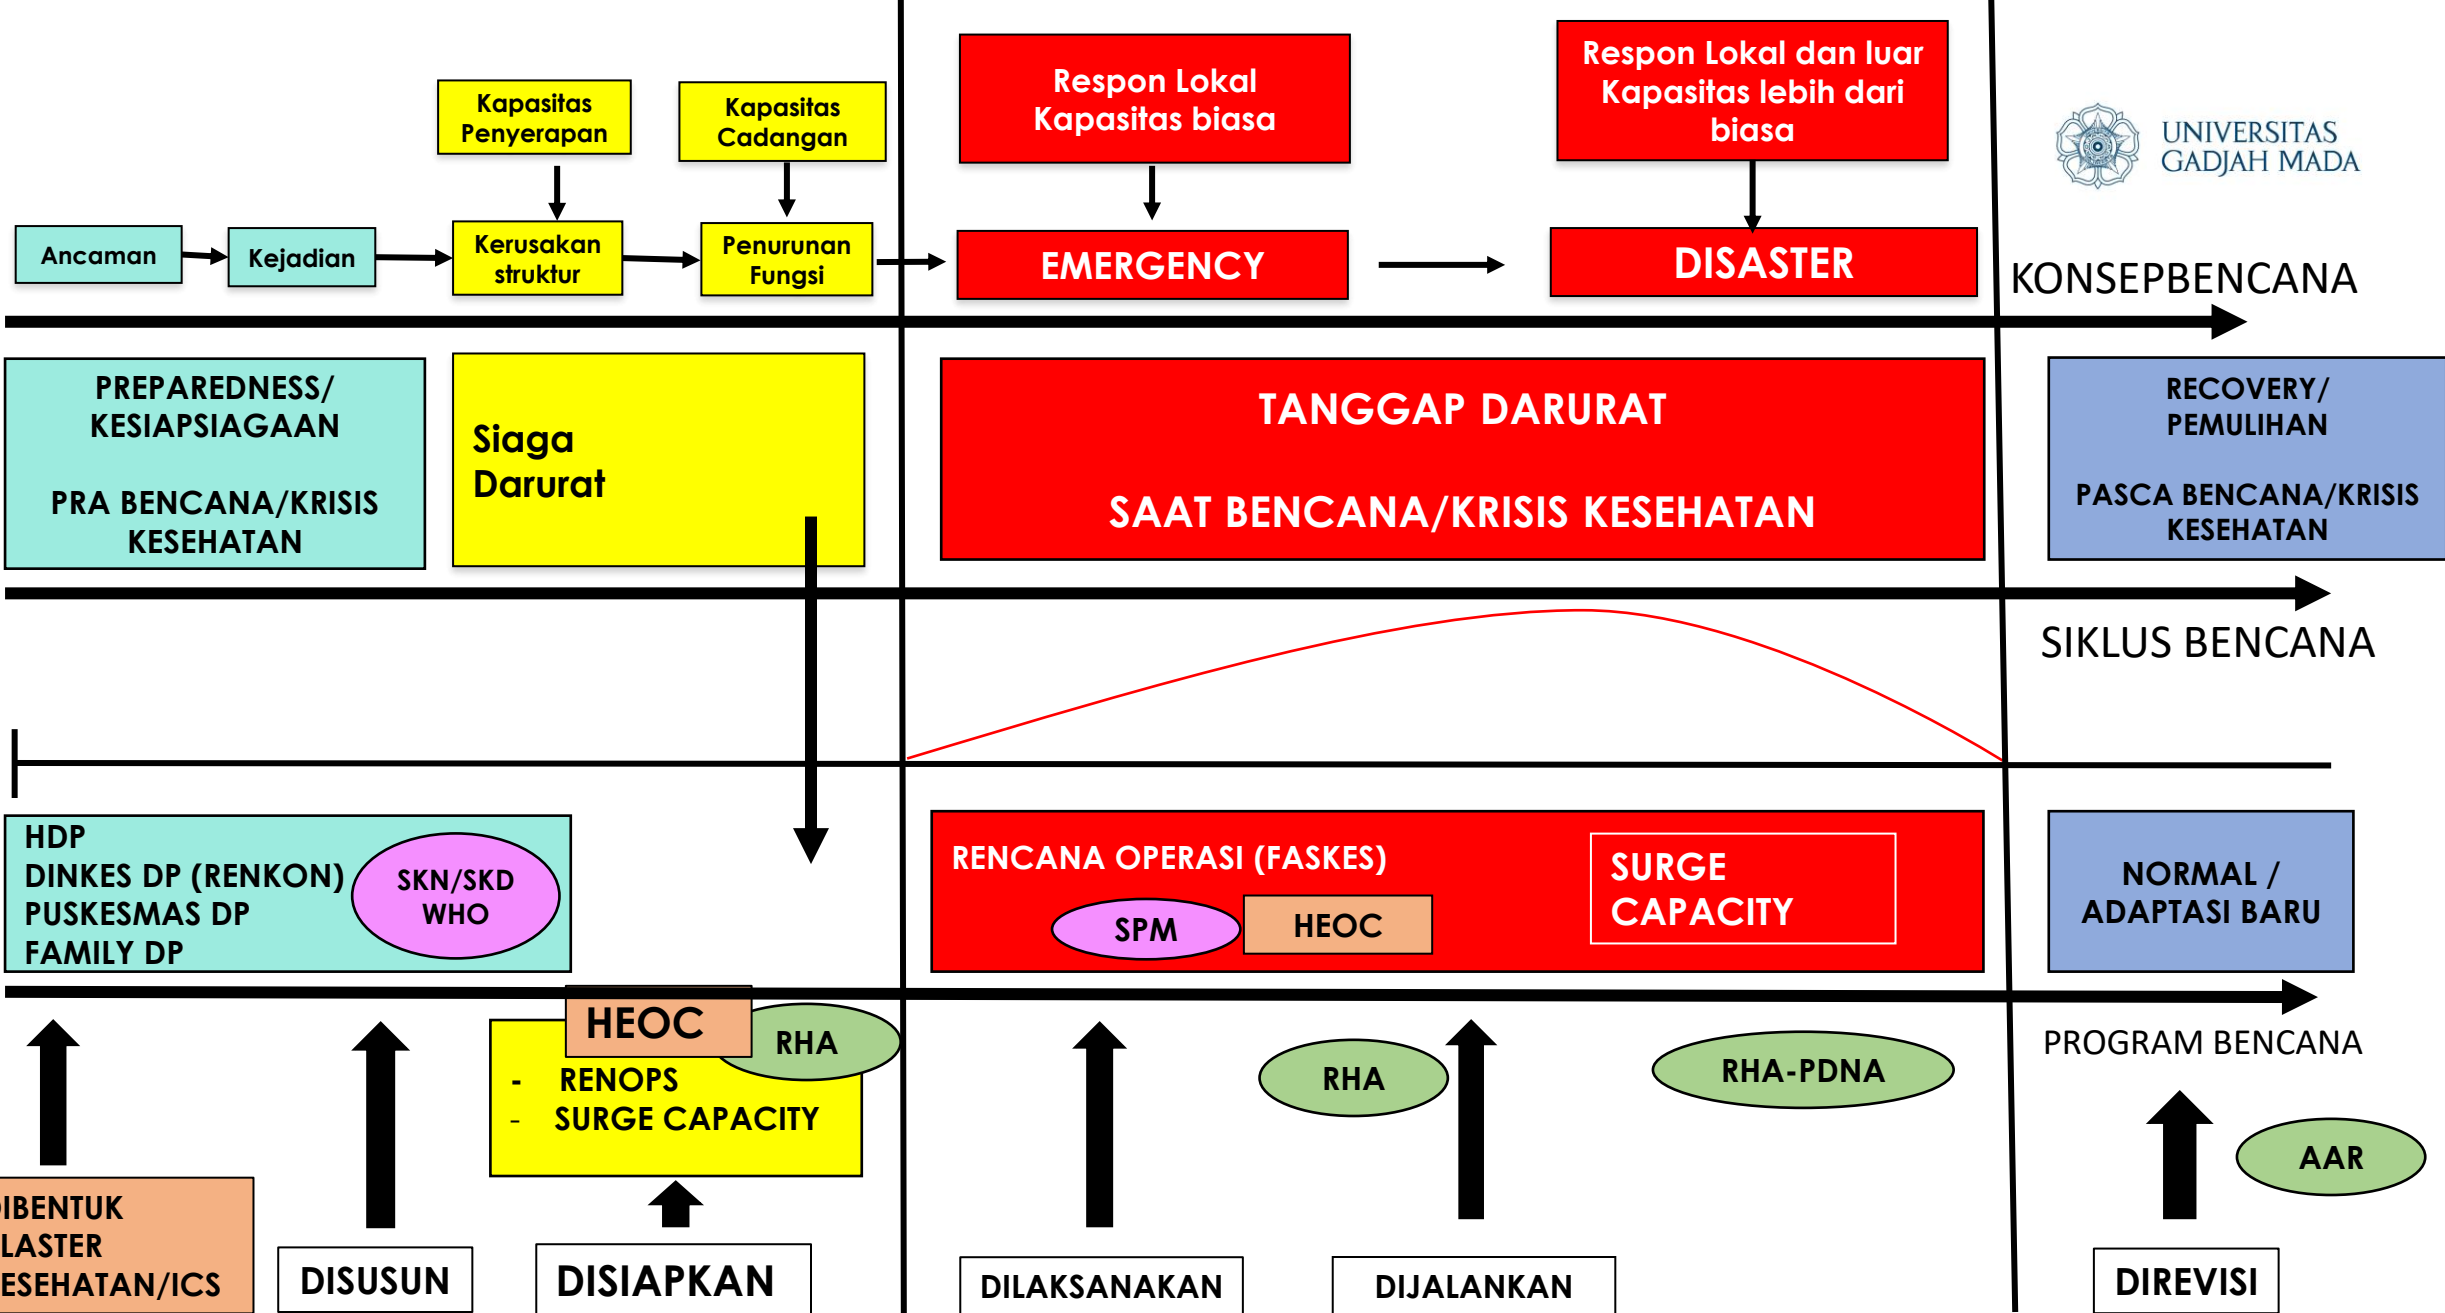 Kapasitas
Penyerapan
Kapasitas
Cadangan
Respon Lokal
Kapasitas biasa
Respon Lokal dan luar
Kapasitas lebih dari
biasa
UNIVERSITAS
GADJAH MADA
Ancaman
Kejadian
Kerusakan
struktur
Penurunan
Fungsi
EMERGENCY
DISASTER
KONSEPBENCANA
PREPAREDNESS/
KESIAPSIAGAAN
PRA BENCANA/KRISIS
KESEHATAN
Siaga
Darurat
TANGGAP DARURAT
SAAT BENCANA/KRISIS KESEHATAN
RECOVERY/
PEMULIHAN
PASCA BENCANA/KRISIS
KESEHATAN
SIKLUS BENCANA
HDP
DINKES DP (RENKON)
PUSKESMAS DP
FAMILY DP
SKN/SKD
WHO
RENCANA OPERASI (FASKES)
SPM
HEOC
SURGE
CAPACITY
NORMAL /
ADAPTASI BARU
PROGRAM BENCANA
HEOC
RHA
- RENOPS
- SURGE CAPACITY
RHA
RHA-PDNA
AAR
DIBENTUK
LASTER
ESEHATAN/ICS
DISUSUN
DISIAPKAN
DILAKSANAKAN
DIJALANKAN
DIREVISI